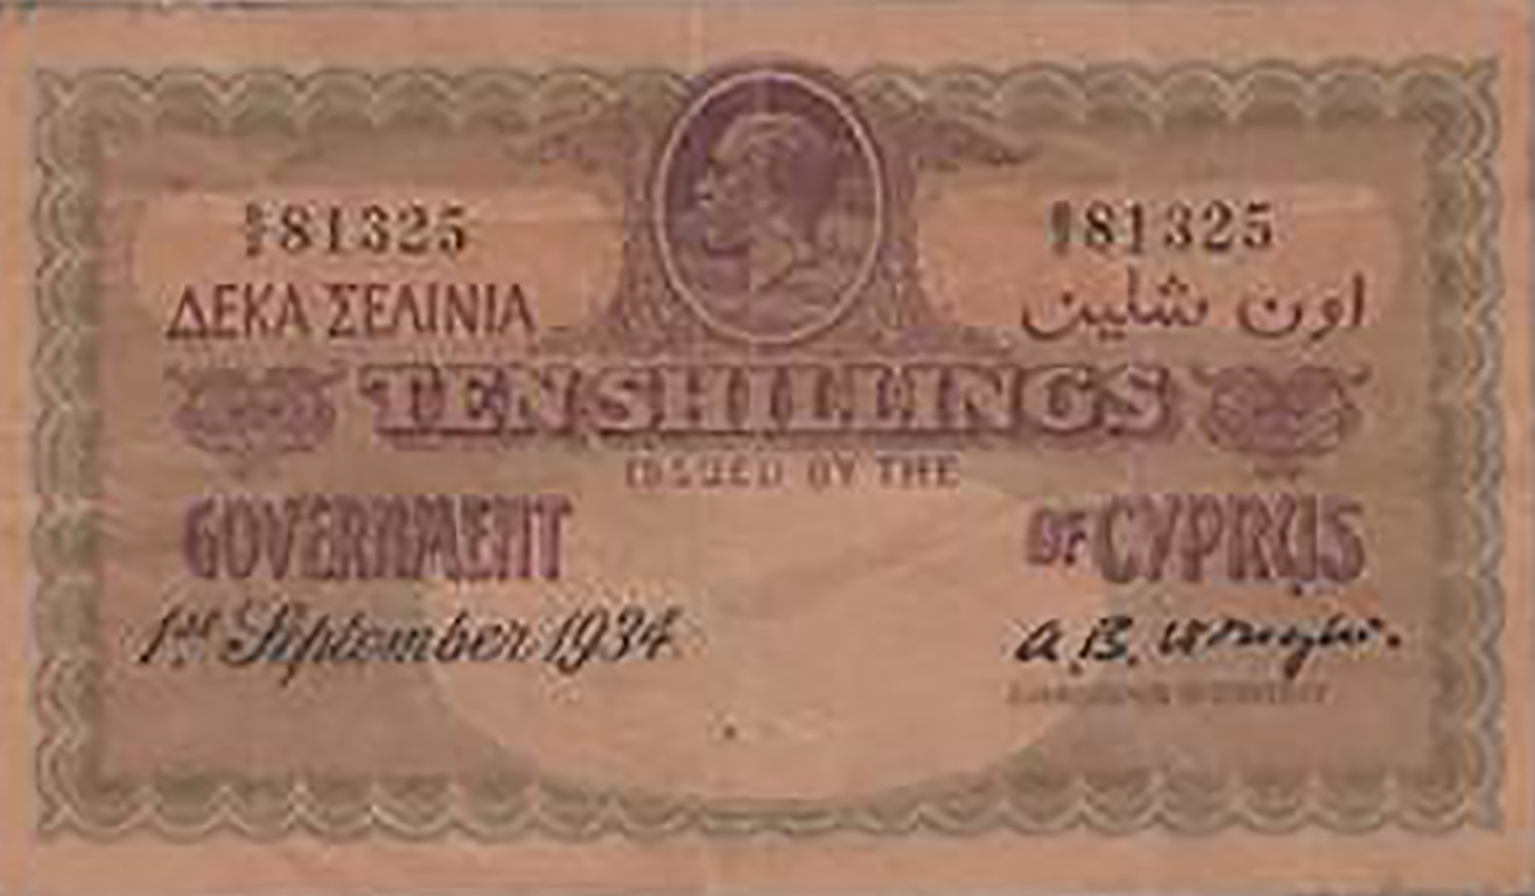 81325
81325
ΔΕΚΑ ΣΕΛΙΝΙΑ
اون شلين
TEN SHILLINGS
ISSUED BY THE
GOVERNMENT OF CYPRUS
1st September 1934
A. B.